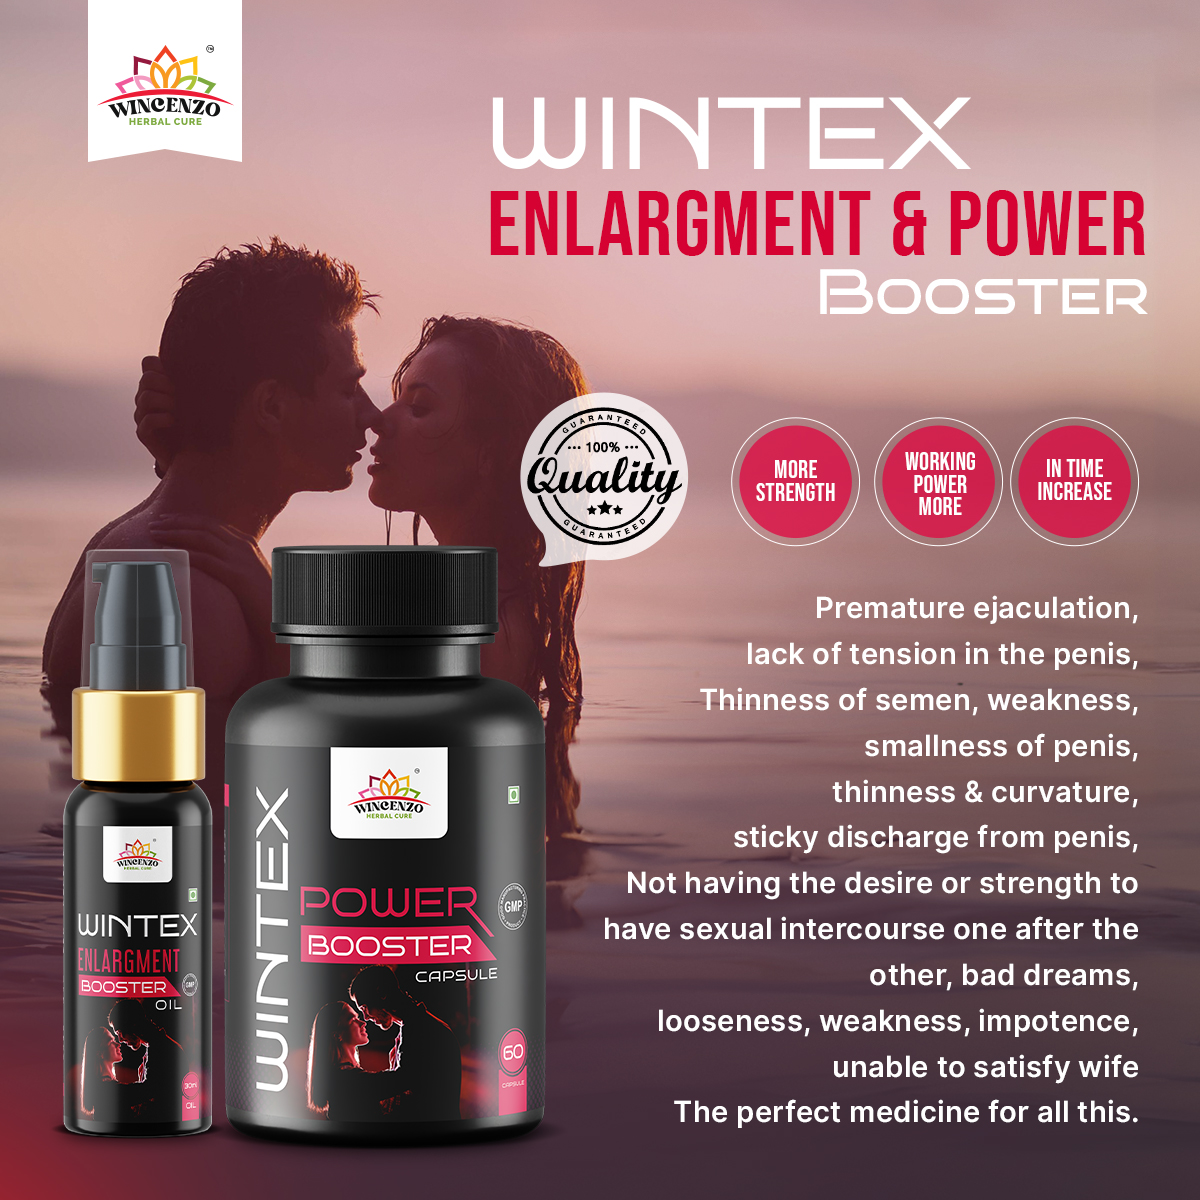 WINCENZO
HERBAL CURE
TM
WINTEX
ENLARGMENT & POWER
BOOSTER
GUARANTEED
100%
Quality
GUARANTEED
MORE
STRENGTH
WORKING
POWER
MORE
IN TIME
INCREASE
Premature ejaculation,
lack of tension in the penis,
Thinness of semen, weakness,
smallness of penis,
thinness & curvature,
sticky discharge from penis,
Not having the desire or strength to
have sexual intercourse one after the
other, bad dreams,
looseness, weakness, impotence,
unable to satisfy wife
The perfect medicine for all this.
WINCENZO
HERBAL CURE
WINTEX
ENLARGMENT
BOOSTER
GMP
OIL
30ml
OIL
WINCENZO
HERBAL CURE
WINTEX
POWER
BOOSTER
CAPSULE
GMP
60
CAPSULE